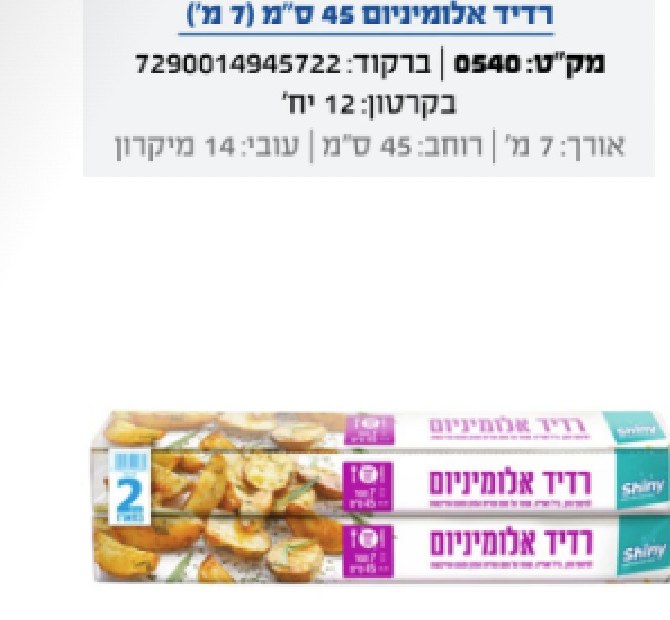 רדיד אלומיניום 45 ס"מ (7 מ')
מק"ט: 0540 | ברקוד: 7290014945722
בקרטון: 12 יח'
אורך: 7 מ' | רוחב: 45 ס"מ | עובי: 14 מיקרון
רדיד אלומיניום
Shiny
רדיד אלומיניום
Shiny
2
רדיד אלומיניום
Shiny